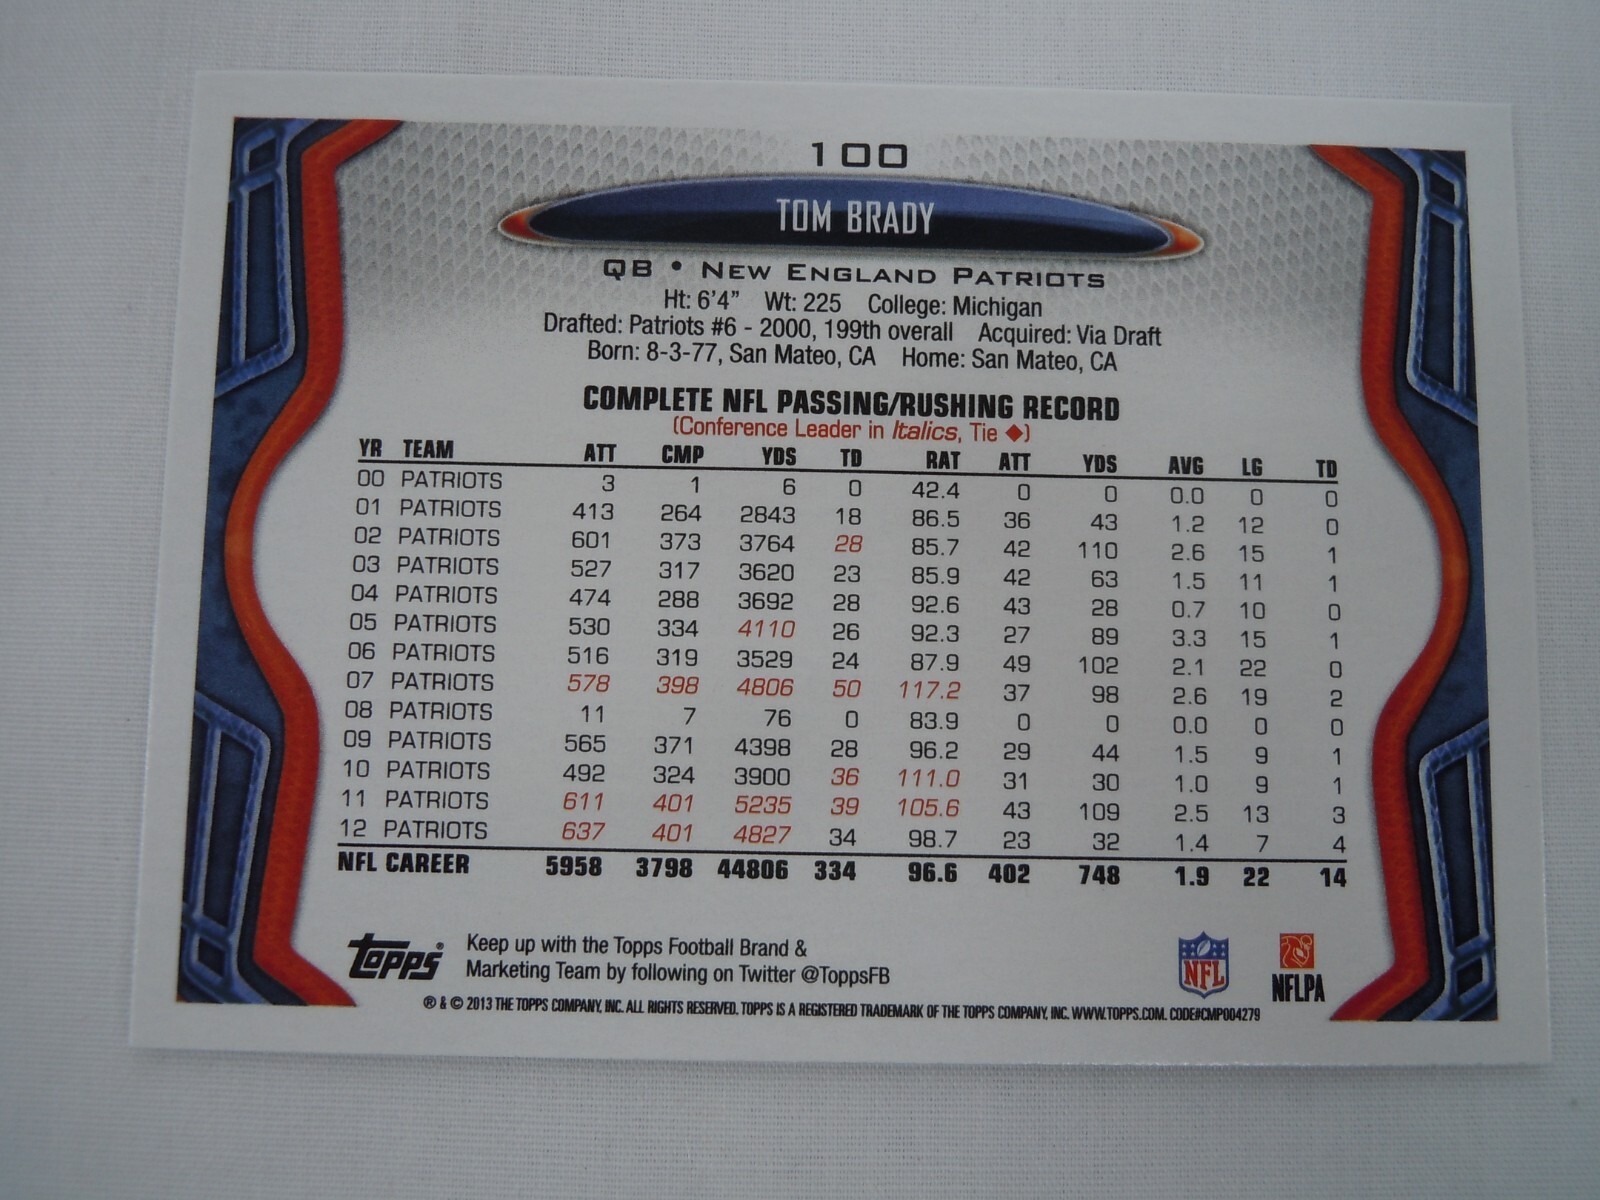 100
TOM BRADY
QB • NEW ENGLAND PATRIOTS
Ht: 6'4" Wt: 225 College: Michigan
Drafted: Patriots #6 - 2000, 199th overall Acquired: Via Draft
Born: 8-3-77, San Mateo, CA Home: San Mateo, CA
COMPLETE NFL PASSING/RUSHING RECORD
(Conference Leader in Italics, Tie ◆)
YR TEAM ATT CMP YDS TD RAT ATT YDS AVG LG TD
00 PATRIOTS 3 1 6 0 42.4 0 0 0.0 0 0
01 PATRIOTS 413 264 2843 18 86.5 36 43 1.2 12 0
02 PATRIOTS 601 373 3764 28 85.7 42 110 2.6 15 1
03 PATRIOTS 527 317 3620 23 85.9 42 63 1.5 11 1
04 PATRIOTS 474 288 3692 28 92.6 43 28 0.7 10 0
05 PATRIOTS 530 334 4110 26 92.3 27 89 3.3 15 1
06 PATRIOTS 516 319 3529 24 87.9 49 102 2.1 22 0
07 PATRIOTS 578 398 4806 50 117.2 37 98 2.6 19 2
08 PATRIOTS 11 7 76 0 83.9 0 0 0.0 0 0
09 PATRIOTS 565 371 4398 28 96.2 29 44 1.5 9 1
10 PATRIOTS 492 324 3900 36 111.0 31 30 1.0 9 1
11 PATRIOTS 611 401 5235 39 105.6 43 109 2.5 13 3
12 PATRIOTS 637 401 4827 34 98.7 23 32 1.4 7 4
NFL CAREER 5958 3798 44806 334 96.6 402 748 1.9 22 14
Topps® Keep up with the Topps Football Brand &
Marketing Team by following on Twitter @ToppsFB
NFL NFLPA
® & © 2013 THE TOPPS COMPANY, INC. ALL RIGHTS RESERVED. TOPPS IS A REGISTERED TRADEMARK OF THE TOPPS COMPANY, INC. WWW.TOPPS.COM. CODE#CMP004279